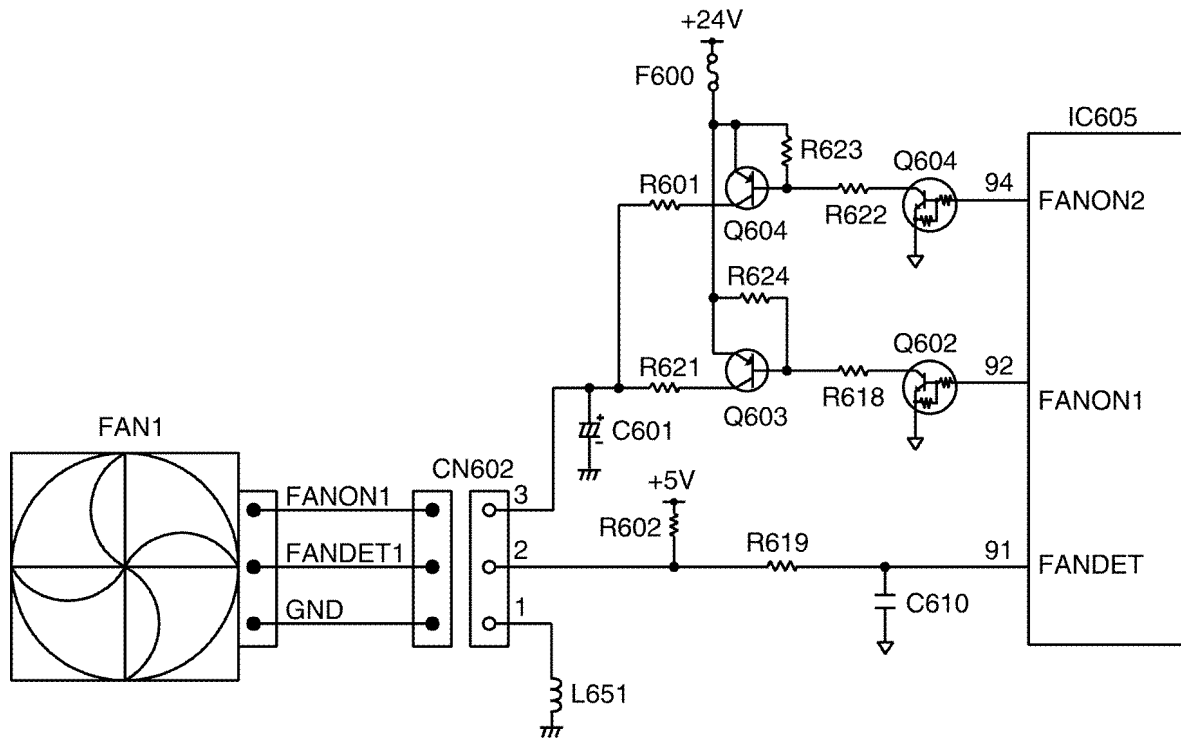 +24V
F600
IC605
R623
Q604
94
FANON2
R601
R622
Q604
R624
Q602
92
R621
R618
FANON1
Q603
C601
FAN1
CN602
+5V
FANON1
3
R602
R619
91
FANDET1
2
FANDET
C610
GND
1
L651